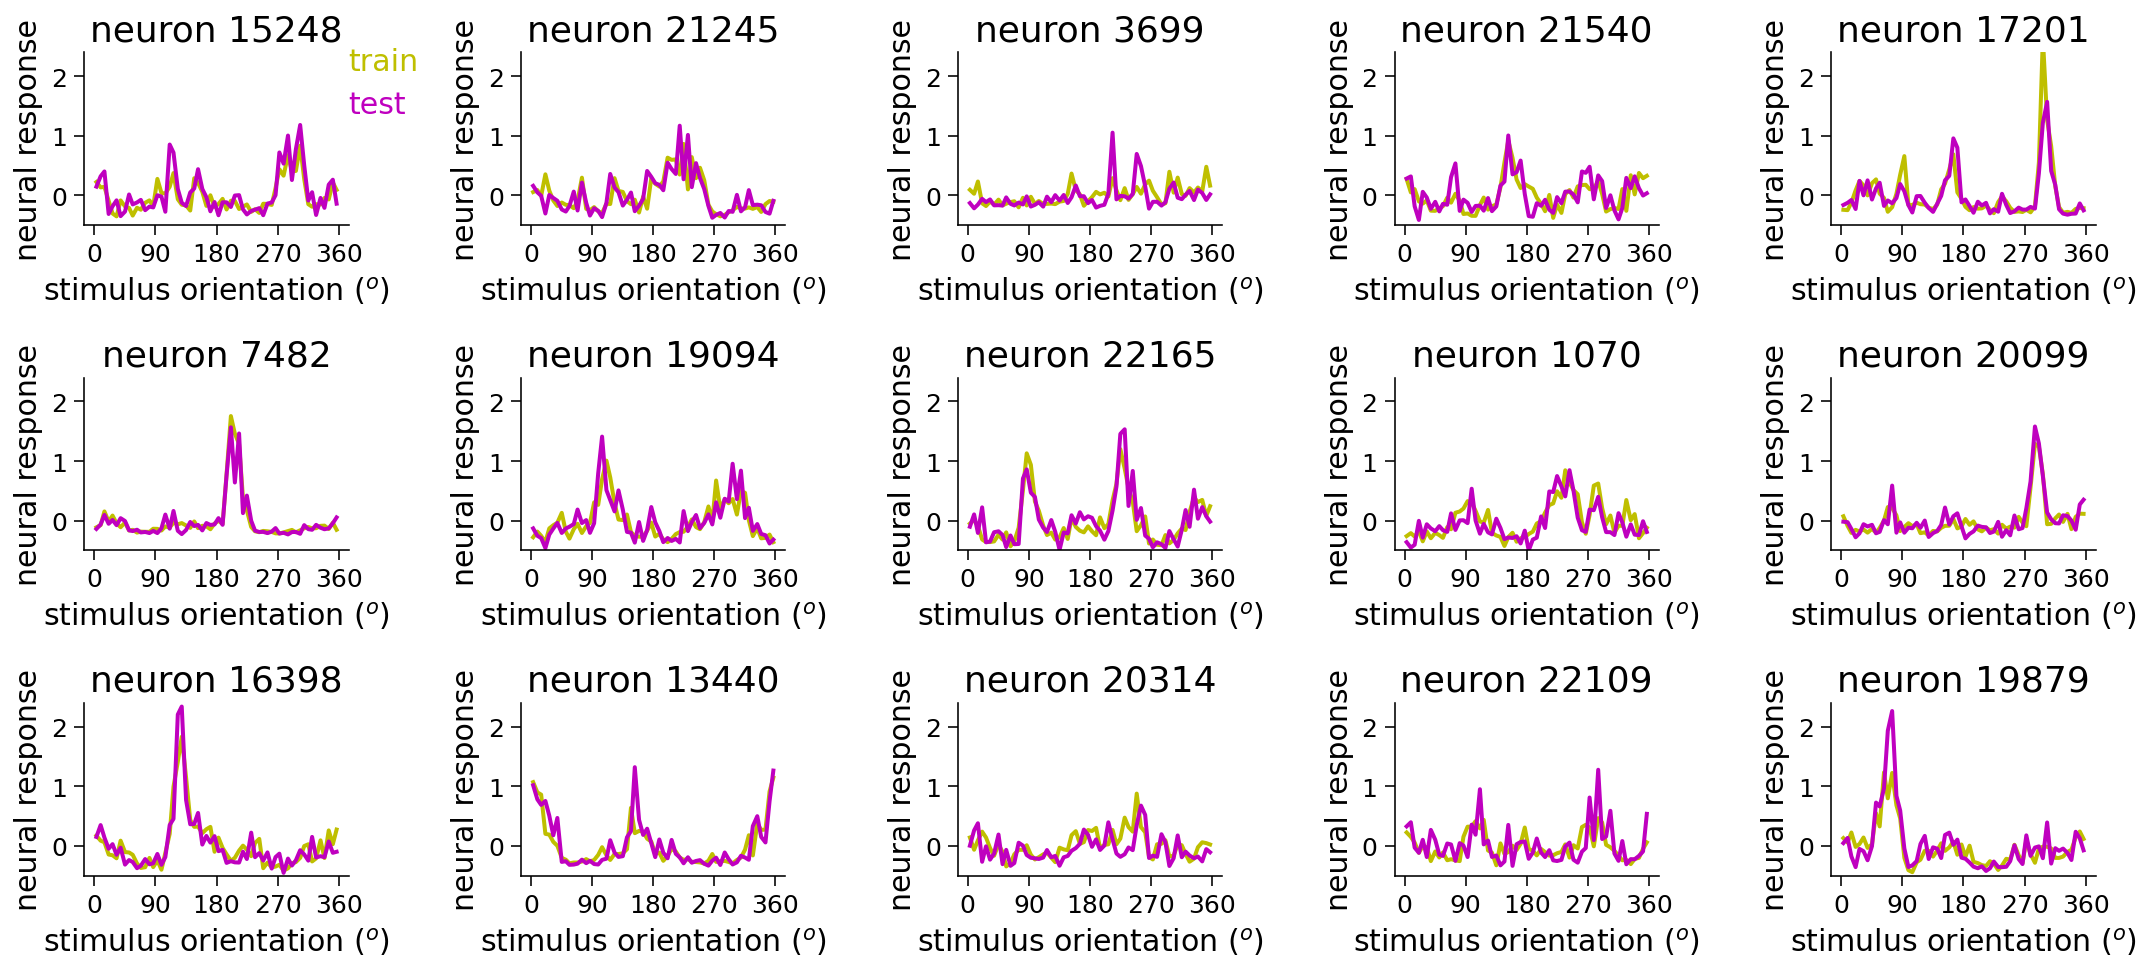 neuron 15248
train
test
neural response
2
1
0
0 90 180 270 360
stimulus orientation (o)
neuron 21245
neural response
2
1
0
0 90 180 270 360
stimulus orientation (o)
neuron 3699
neural response
2
1
0
0 90 180 270 360
stimulus orientation (o)
neuron 21540
neural response
2
1
0
0 90 180 270 360
stimulus orientation (o)
neuron 17201
neural response
2
1
0
0 90 180 270 360
stimulus orientation (o)
neuron 7482
neural response
2
1
0
0 90 180 270 360
stimulus orientation (o)
neuron 19094
neural response
2
1
0
0 90 180 270 360
stimulus orientation (o)
neuron 22165
neural response
2
1
0
0 90 180 270 360
stimulus orientation (o)
neuron 1070
neural response
2
1
0
0 90 180 270 360
stimulus orientation (o)
neuron 20099
neural response
2
1
0
0 90 180 270 360
stimulus orientation (o)
neuron 16398
neural response
2
1
0
0 90 180 270 360
stimulus orientation (o)
neuron 13440
neural response
2
1
0
0 90 180 270 360
stimulus orientation (o)
neuron 20314
neural response
2
1
0
0 90 180 270 360
stimulus orientation (o)
neuron 22109
neural response
2
1
0
0 90 180 270 360
stimulus orientation (o)
neuron 19879
neural response
2
1
0
0 90 180 270 360
stimulus orientation (o)